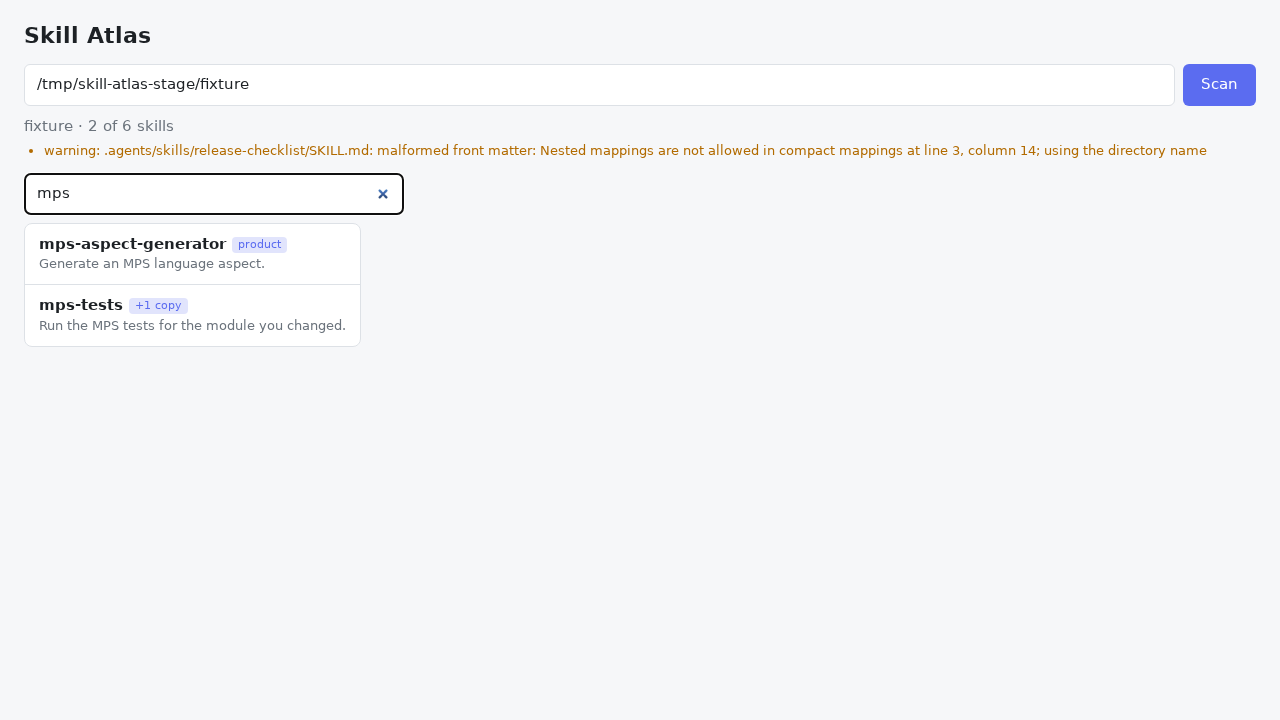 Skill Atlas
/tmp/skill-atlas-stage/fixture
Scan
fixture · 2 of 6 skills
• warning: .agents/skills/release-checklist/SKILL.md: malformed front matter: Nested mappings are not allowed in compact mappings at line 3, column 14; using the directory name
mps
mps-aspect-generator product
Generate an MPS language aspect.
mps-tests +1 copy
Run the MPS tests for the module you changed.